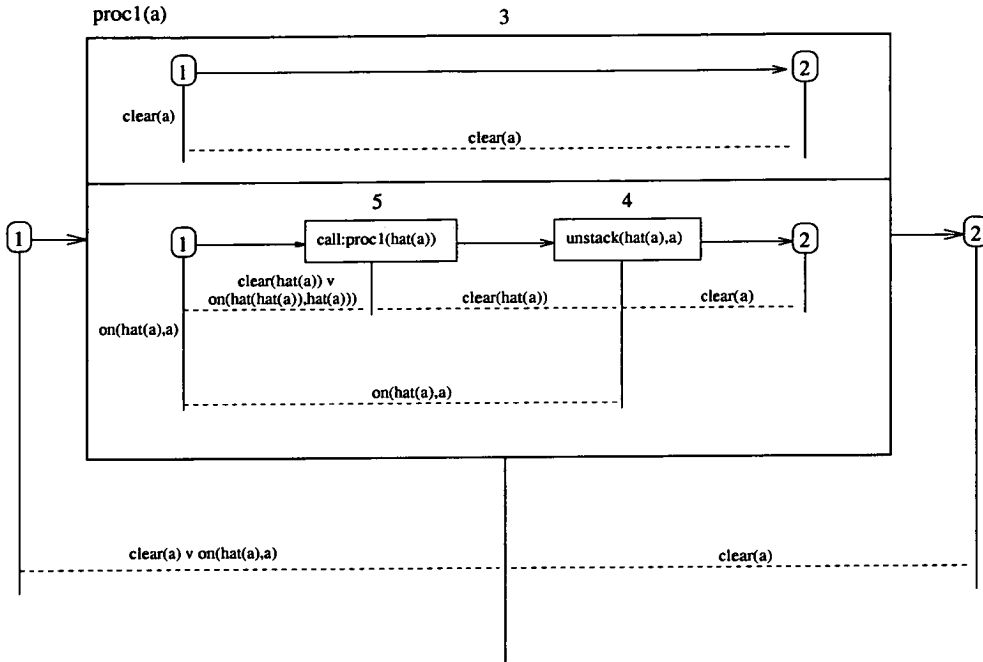 proc1(a)
3
1
2
clear(a)
clear(a)
5
4
1
1
call:proc1(hat(a))
unstack(hat(a),a)
2
2
clear(hat(a)) v
on(hat(hat(a)),hat(a)))
clear(hat(a))
clear(a)
on(hat(a),a)
on(hat(a),a)
clear(a) v on(hat(a),a)
clear(a)